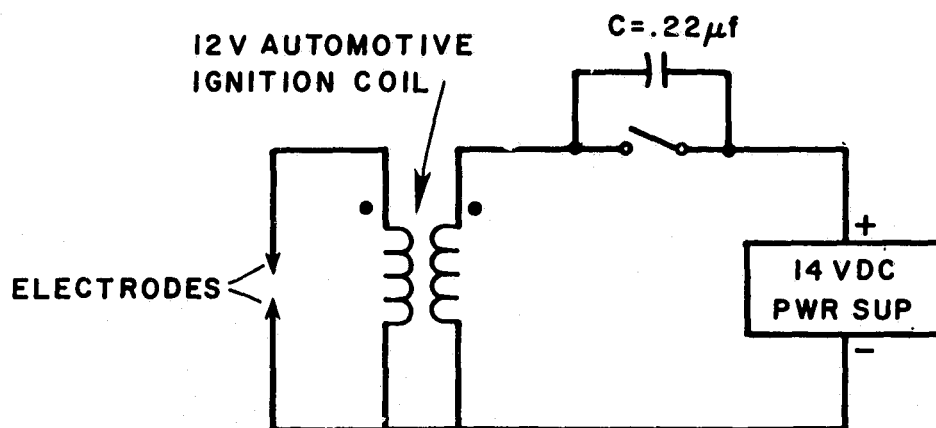 C=.22μf
12V AUTOMOTIVE
IGNITION COIL
+
14 VDC
PWR SUP
-
ELECTRODES